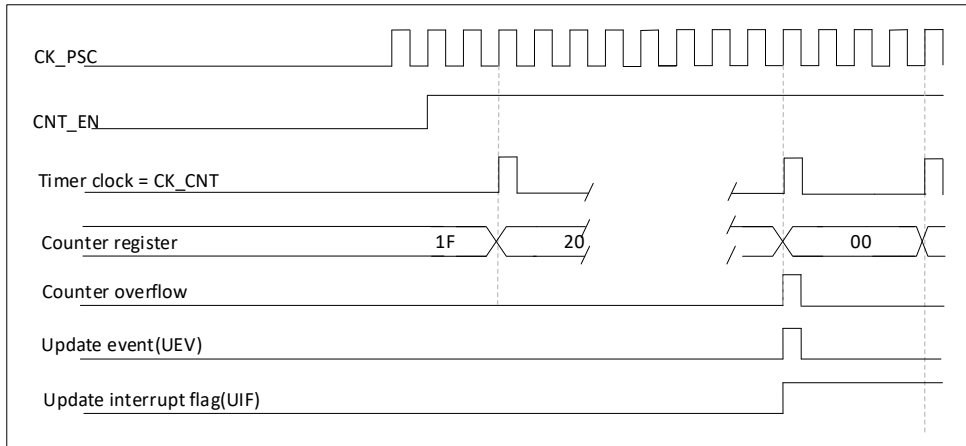 CK_PSC
CNT_EN
Timer clock = CK_CNT
Counter register 1F 20 00
Counter overflow
Update event(UEV)
Update interrupt flag(UIF)